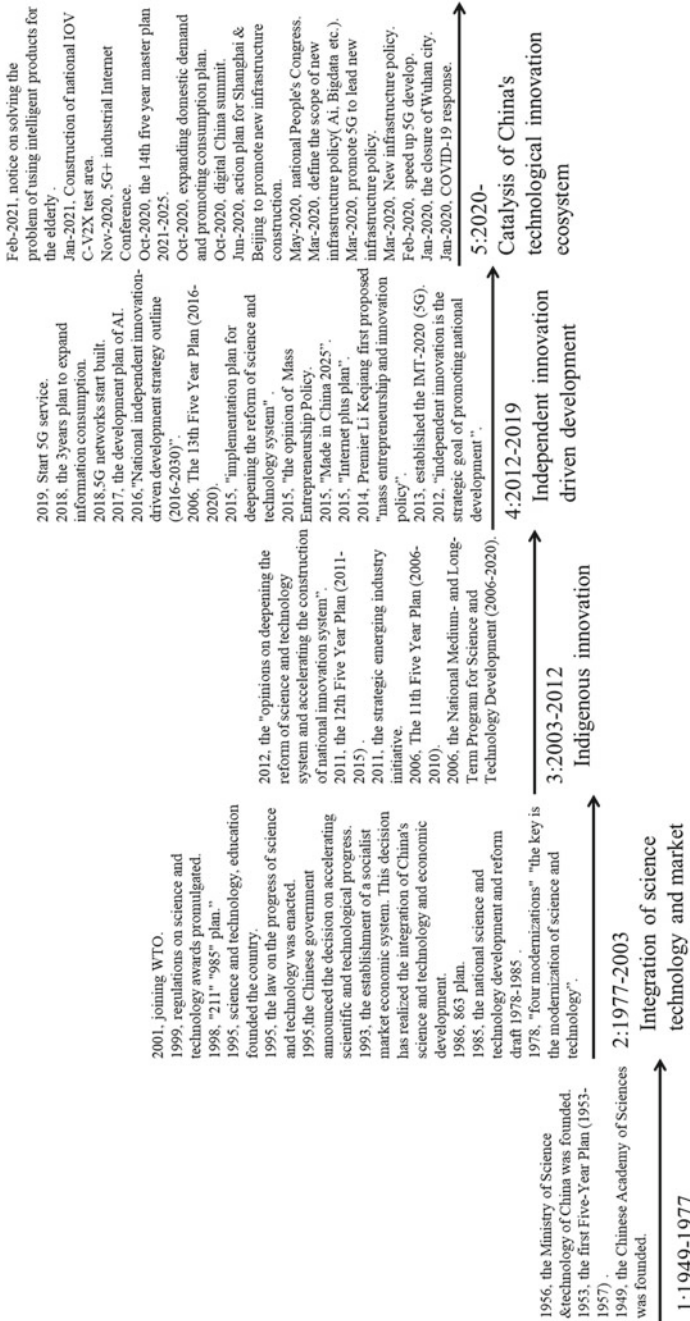 1956, the Ministry of Science
&technology of China was founded.
1953, the first Five-Year Plan (1953-
1957) .
1949, the Chinese Academy of Sciences
was founded.
1:1949-1977
2001, joining WTO.
1999, regulations on science and
technology awards promulgated.
1998, "211" "985" plan."
1995, science and technology, education
founded the country.
1995, the law on the progress of science
and technology was enacted.
1995,the Chinese government
announced the decision on accelerating
scientific and technological progress.
1993, the establishment of a socialist
market economic system. This decision
has realized the integration of China's
science and technology and economic
development.
1986, 863 plan.
1985, the national science and
technology development and reform
draft 1978-1985 .
1978, "four modernizations" "the key is
the modernization of science and
technology".
2:1977-2003
Integration of science
technology and market
2012, the "opinions on deepening the
reform of science and technology
system and accelerating the construction
of national innovation system".
2011, the 12th Five Year Plan (2011-
2015) .
2011, the strategic emerging industry
initiative.
2006, The 11th Five Year Plan (2006-
2010).
2006, the National Medium- and Long-
Term Program for Science and
Technology Development (2006-2020).
3:2003-2012
Indigenous innovation
2019, Start 5G service.
2018, the 3years plan to expand
information consumption.
2018,5G networks start built.
2017, the development plan of AI.
2016,"National independent innovation-
driven development strategy outline
(2016-2030)".
2006, The 13th Five Year Plan (2016-
2020).
2015, "implementation plan for
deepening the reform of science and
technology system" .
2015, "the opinion of Mass
Entrepreneurship Policy.
2015, "Made in China 2025".
2015, "Internet plus plan".
2014, Premier Li Keqiang first proposed
"mass entrepreneurship and innovation
policy".
2013, established the IMT-2020 (5G).
2012, "independent innovation is the
strategic goal of promoting national
development".
4:2012-2019
Independent innovation
driven development
Feb-2021, notice on solving the
problem of using intelligent products for
the elderly .
Jan-2021, Construction of national IOV
C-V2X test area.
Nov-2020, 5G+ industrial Internet
Conference.
Oct-2020, the 14th five year master plan
2021-2025.
Oct-2020, expanding domestic demand
and promoting consumption plan.
Oct-2020, digital China summit.
Jun-2020, action plan for Shanghai &
Beijing to promote new infrastructure
construction.
May-2020, national People's Congress.
Mar-2020, define the scope of new
infrastructure policy( Ai, Bigdata etc.).
Mar-2020, promote 5G to lead new
infrastructure policy.
Mar-2020, New infrastructure policy.
Feb-2020, speed up 5G develop.
Jan-2020, the closure of Wuhan city.
Jan-2020, COVID-19 response.
5:2020-
Catalysis of China's
technological innovation
ecosystem